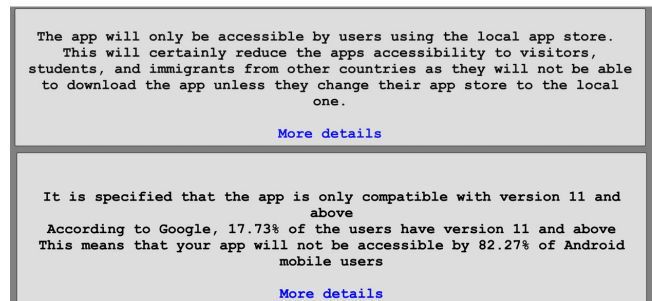 The app will only be accessible by users using the local app store.
This will certainly reduce the apps accessibility to visitors,
students, and immigrants from other countries as they will not be able
to download the app unless they change their app store to the local
one.
More details
It is specified that the app is only compatible with version 11 and
above
According to Google, 17.73% of the users have version 11 and above
This means that your app will not be accessible by 82.27% of Android
mobile users
More details